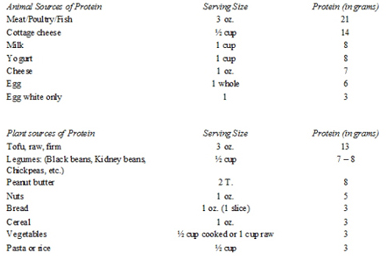 Animal Sources of Protein Serving Size Protein (in grams)
Meat/Poultry/Fish 3 oz. 21
Cottage cheese ½ cup 14
Milk 1 cup 8
Yogurt 1 cup 8
Cheese 1 oz. 7
Egg 1 whole 6
Egg white only 1 3
Plant sources of Protein Serving Size Protein (in grams)
Tofu, raw, firm 3 oz. 13
Legumes: (Black beans, Kidney beans, ½ cup 7 – 8
Chickpeas, etc.)
Peanut butter 2 T. 8
Nuts 1 oz. 5
Bread 1 oz. (1 slice) 3
Cereal 1 oz. 3
Vegetables ½ cup cooked or 1 cup raw 3
Pasta or rice ½ cup 3